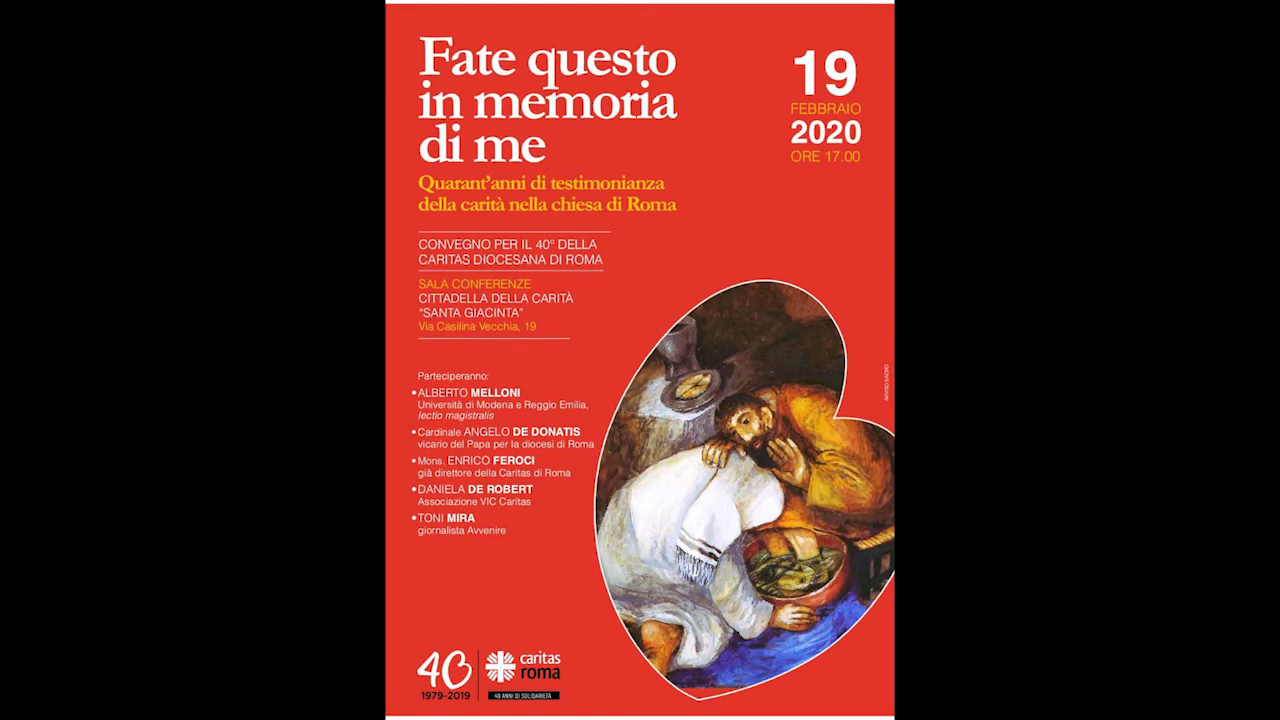 Fate questo
in memoria
di me
Quarant'anni di testimonianza
della carità nella chiesa di Roma
19
FEBBRAIO
2020
ORE 17.00
CONVEGNO PER IL 40° DELLA
CARITAS DIOCESANA DI ROMA
SALA CONFERENZE
CITTADELLA DELLA CARITÀ
“SANTA GIACINTA”
Via Casilina Vecchia, 19
Parteciperanno:
• ALBERTO MELLONI
Università di Modena e Reggio Emilia,
lectio magistralis
• Cardinale ANGELO DE DONATIS
vicario del Papa per la diocesi di Roma
• Mons. ENRICO FEROCI
già direttore della Caritas di Roma
• DANIELA DE ROBERT
Associazione VIC Caritas
• TONI MIRA
giornalista Avvenire
AVVISO SACRO
40
1979-2019
caritas
roma
40 ANNI DI SOLIDARIETÀ